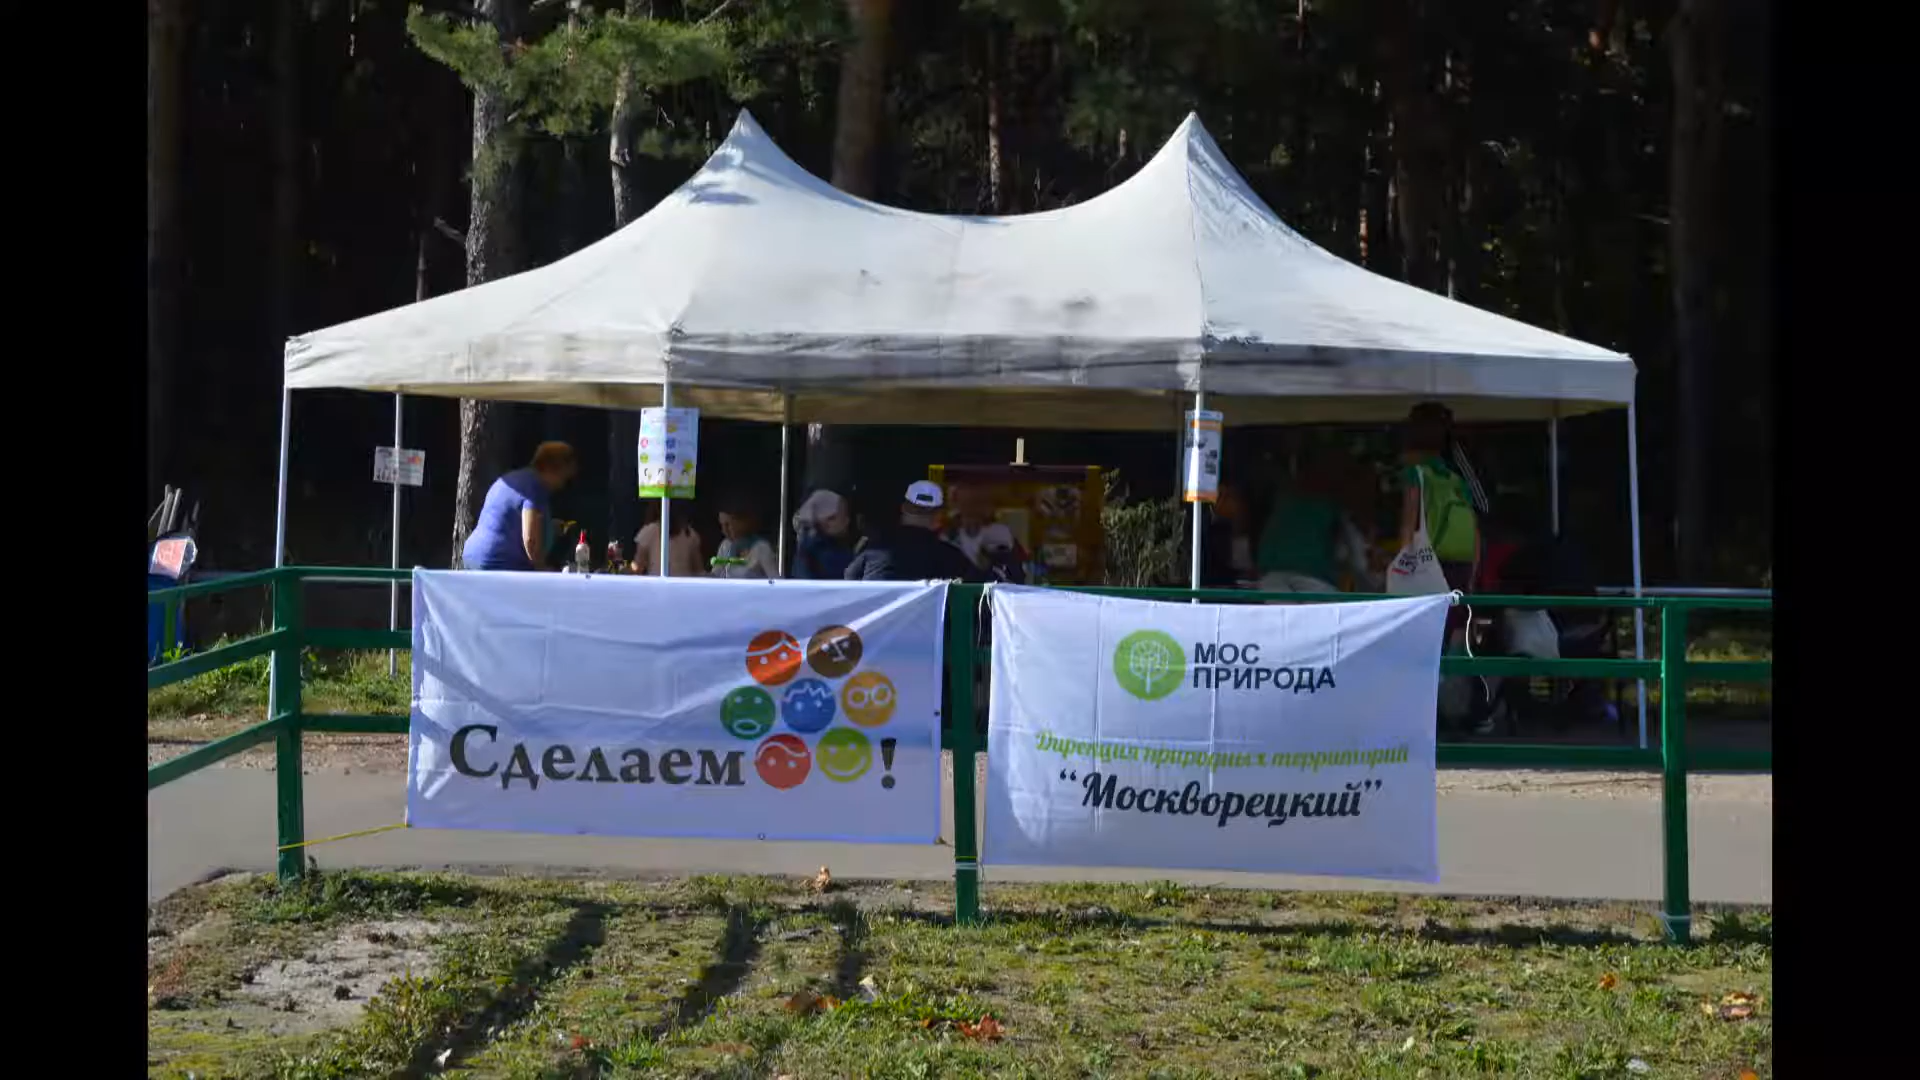 Сделаем !
МОС
ПРИРОДА
Дирекция природных территорий
“Москворецкий”